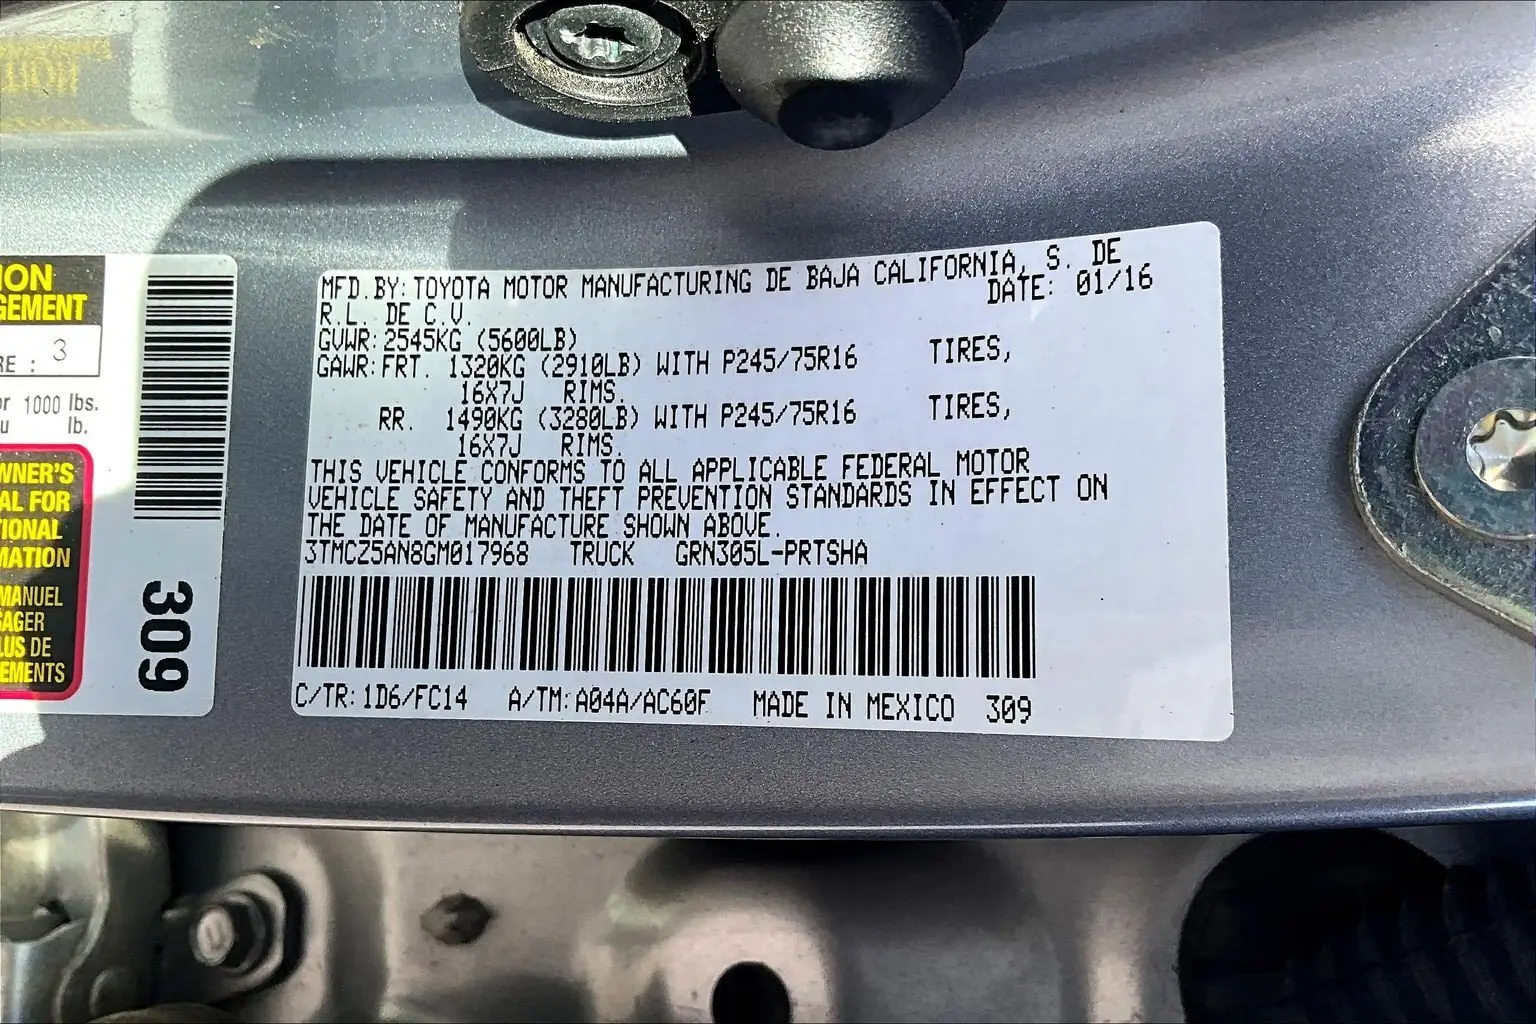 ION
GEMENT
RE : 3
or 1000 lbs.
u lb.
WNER'S
AL FOR
TIONAL
MATION
MANUEL
SAGER
LUS DE
EMENTS
309
MFD.BY: TOYOTA MOTOR MANUFACTURING DE BAJA CALIFORNIA, S. DE
R.L. DE C.V. DATE: 01/16
GVWR: 2545KG (5600LB)
GAWR: FRT. 1320KG (2910LB) WITH P245/75R16 TIRES,
16X7J RIMS.
RR. 1490KG (3280LB) WITH P245/75R16 TIRES,
16X7J RIMS.
THIS VEHICLE CONFORMS TO ALL APPLICABLE FEDERAL MOTOR
VEHICLE SAFETY AND THEFT PREVENTION STANDARDS IN EFFECT ON
THE DATE OF MANUFACTURE SHOWN ABOVE.
3TMCZ5AN8GM017968 TRUCK GRN305L-PRTSHA
C/TR: 1D6/FC14 A/TM: A04A/AC60F MADE IN MEXICO 309